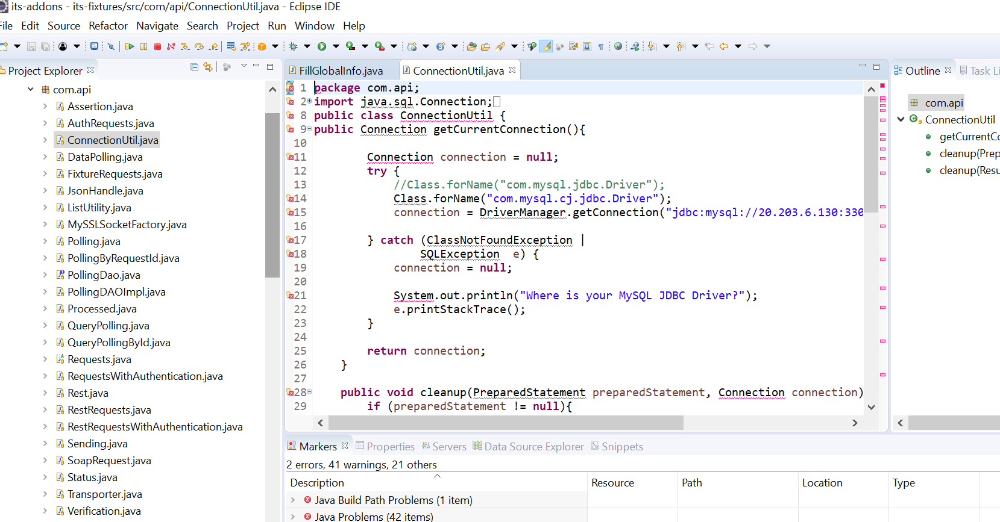 its-addons - its-fixtures/src/com/api/ConnectionUtil.java - Eclipse IDE
File Edit Source Refactor Navigate Search Project Run Window Help
Project Explorer
com.api
Assertion.java
AuthRequests.java
ConnectionUtil.java
DataPolling.java
FixtureRequests.java
JsonHandle.java
ListUtility.java
MySSLSocketFactory.java
Polling.java
PollingByRequestId.java
PollingDao.java
PollingDAOImpl.java
Processed.java
QueryPolling.java
QueryPollingById.java
Requests.java
RequestsWithAuthentication.java
Rest.java
RestRequests.java
RestRequestsWithAuthentication.java
Sending.java
SoapRequest.java
Status.java
Transporter.java
Verification.java
FillGlobalInfo.java ConnectionUtil.java
1 package com.api;
2 import java.sql.Connection;
8 public class ConnectionUtil {
9 public Connection getCurrentConnection(){
10
11 Connection connection = null;
12 try {
13 //Class.forName("com.mysql.jdbc.Driver");
14 Class.forName("com.mysql.cj.jdbc.Driver");
15 connection = DriverManager.getConnection("jdbc:mysql://20.203.6.130:330
16
17 } catch (ClassNotFoundException |
18 SQLException e) {
19 connection = null;
20
21 System.out.println("Where is your MySQL JDBC Driver?");
22 e.printStackTrace();
23 }
24
25 return connection;
26 }
27
28 public void cleanup(PreparedStatement preparedStatement, Connection connection)
29 if (preparedStatement != null){
Outline Task Li
com.api
ConnectionUtil
getCurrentCo
cleanup(Prep
cleanup(Resu
Markers Properties Servers Data Source Explorer Snippets
2 errors, 41 warnings, 21 others
Description Resource Path Location Type
Java Build Path Problems (1 item)
Java Problems (42 items)